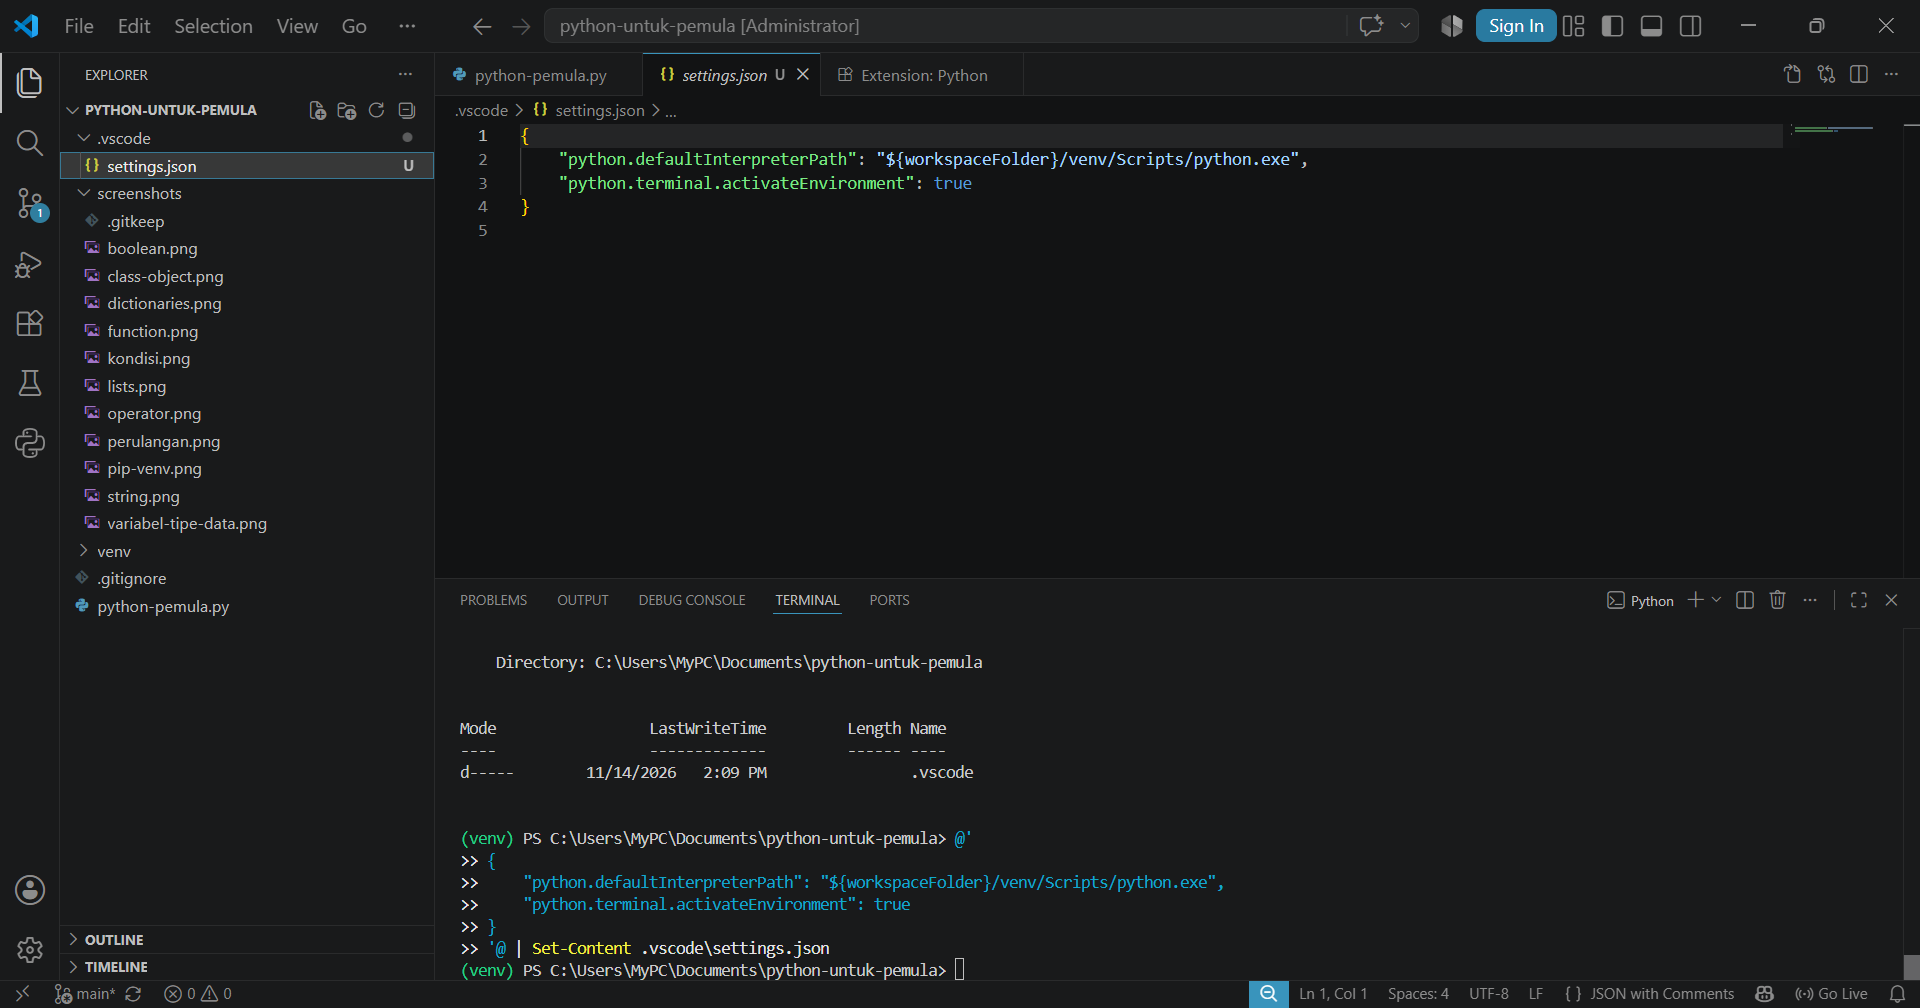 File Edit Selection View Go ···
python-untuk-pemula [Administrator]
Sign In
EXPLORER
PYTHON-UNTUK-PEMULA
.vscode
{} settings.json U
screenshots
.gitkeep
boolean.png
class-object.png
dictionaries.png
function.png
kondisi.png
lists.png
operator.png
perulangan.png
pip-venv.png
string.png
variabel-tipe-data.png
venv
.gitignore
python-pemula.py
OUTLINE
TIMELINE
1
python-pemula.py
{} settings.json U
Extension: Python
.vscode > {} settings.json > ...
1 {
2 "python.defaultInterpreterPath": "${workspaceFolder}/venv/Scripts/python.exe",
3 "python.terminal.activateEnvironment": true
4 }
5
PROBLEMS OUTPUT DEBUG CONSOLE TERMINAL PORTS
Python
Directory: C:\Users\MyPC\Documents\python-untuk-pemula
Mode LastWriteTime Length Name
---- ------------- ------ ----
d----- 11/14/2026 2:09 PM .vscode
(venv) PS C:\Users\MyPC\Documents\python-untuk-pemula> @'
>> {
>> "python.defaultInterpreterPath": "${workspaceFolder}/venv/Scripts/python.exe",
>> "python.terminal.activateEnvironment": true
>> }
>> '@ | Set-Content .vscode\settings.json
(venv) PS C:\Users\MyPC\Documents\python-untuk-pemula>
main* 0 0
Ln 1, Col 1 Spaces: 4 UTF-8 LF {} JSON with Comments Go Live